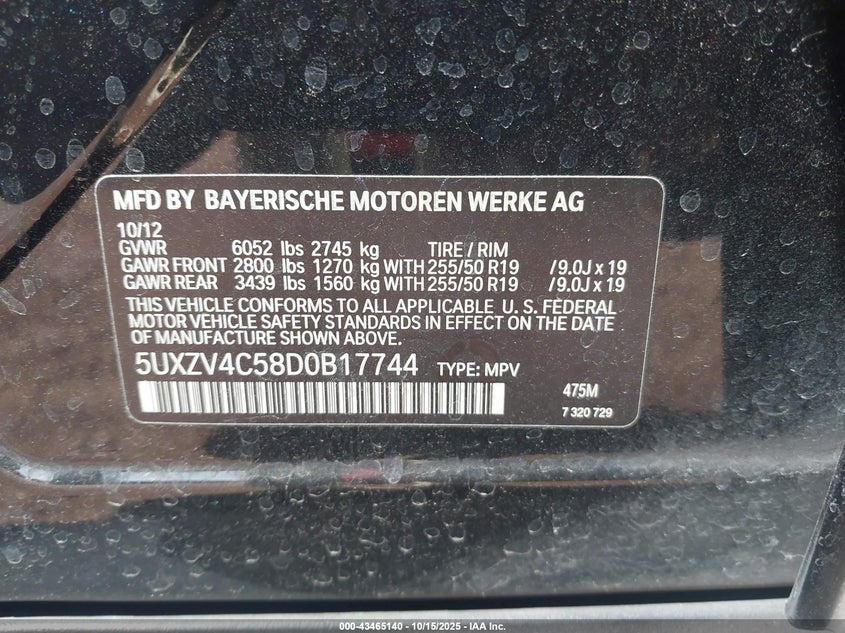 MFD BY BAYERISCHE MOTOREN WERKE AG
10/12
GVWR 6052 lbs 2745 kg TIRE / RIM
GAWR FRONT 2800 lbs 1270 kg WITH 255/50 R19 /9.0J x 19
GAWR REAR 3439 lbs 1560 kg WITH 255/50 R19 /9.0J x 19
THIS VEHICLE CONFORMS TO ALL APPLICABLE U. S. FEDERAL
MOTOR VEHICLE SAFETY STANDARDS IN EFFECT ON THE DATE
OF MANUFACTURE SHOWN ABOVE.
5UXZV4C58D0B17744 TYPE: MPV
475M
7 320 729
000-43465140 - 10/15/2025 - IAA Inc.